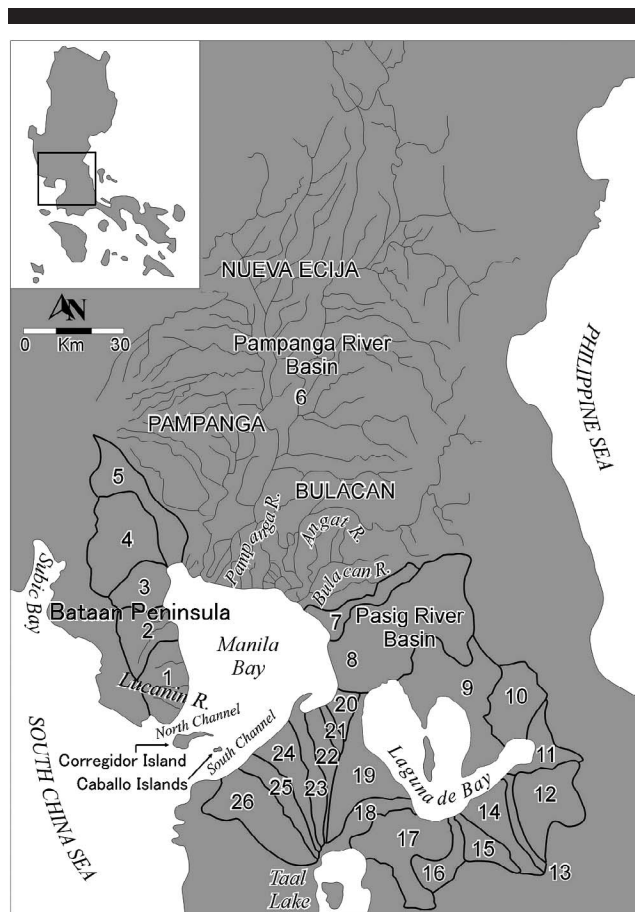 N
0 Km 30
NUEVA ECIJA
Pampanga River
Basin
6
PAMPANGA
BULACAN
PHILIPPINE SEA
5
4
3
2
1
Pampanga R.
Angat R.
Bulacan R.
Subic Bay
Bataan Peninsula
Manila
Bay
7
Pasig River
Basin
8
9
10
11
12
13
14
15
16
17
18
19
20
21
22
23
24
25
26
Lucanin R.
North Channel
South Channel
Corregidor Island
Caballo Islands
Laguna de Bay
SOUTH CHINA SEA
Taal
Lake